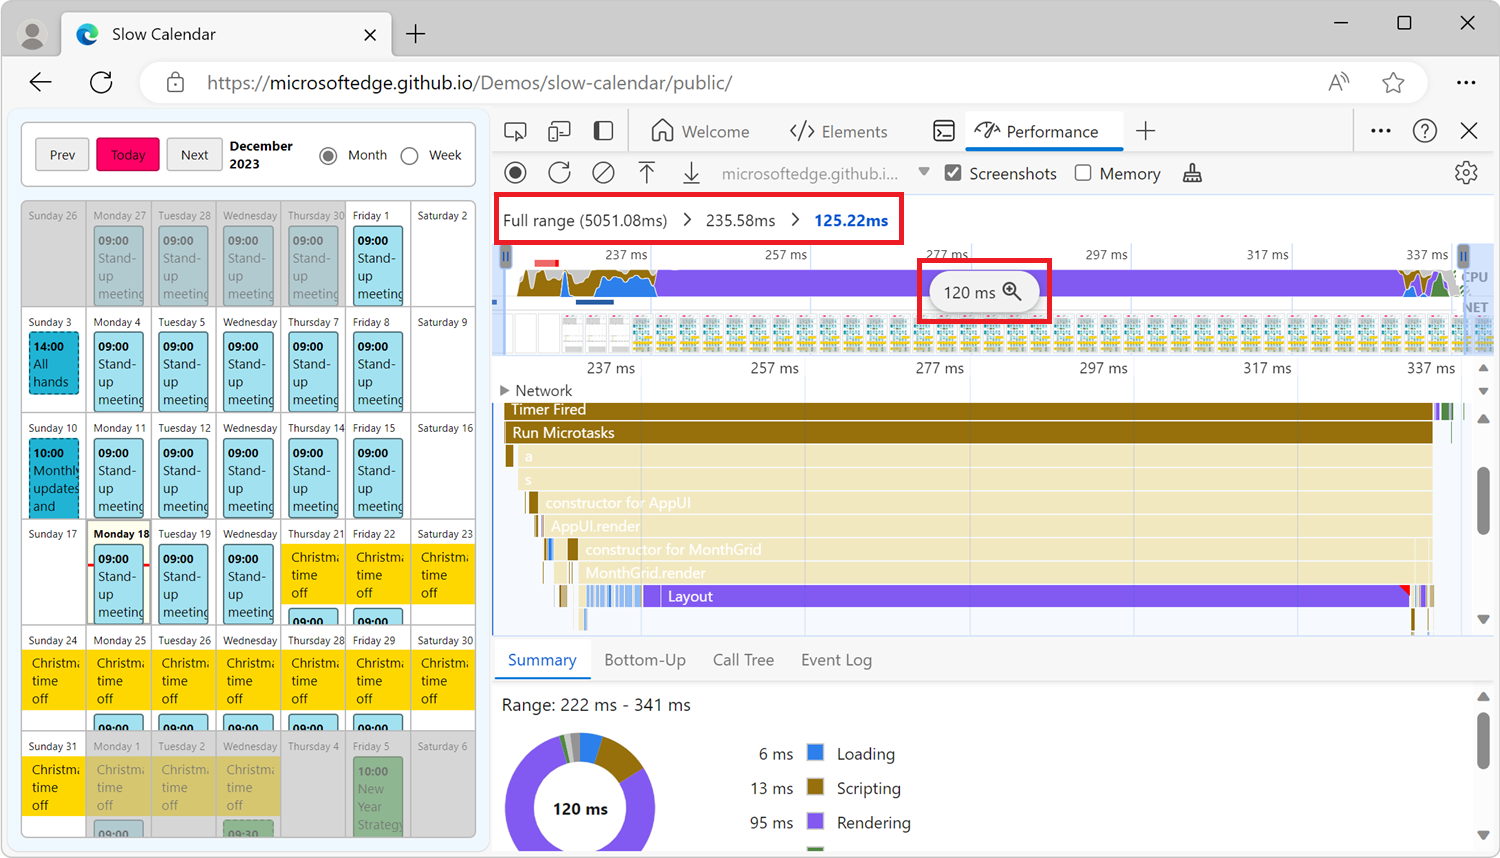 Slow Calendar
https://microsoftedge.github.io/Demos/slow-calendar/public/
Prev
Today
Next
December
2023
Month
Week
Sunday 26
Monday 27
Tuesday 28
Wednesday
Thursday 30
Friday 1
Saturday 2
09:00
Stand-
up
meeting
09:00
Stand-
up
meeting
09:00
Stand-
up
meeting
09:00
Stand-
up
meeting
09:00
Stand-
up
meeting
Sunday 3
Monday 4
Tuesday 5
Wednesday
Thursday 7
Friday 8
Saturday 9
14:00
All
hands
09:00
Stand-
up
meeting
09:00
Stand-
up
meeting
09:00
Stand-
up
meeting
09:00
Stand-
up
meeting
09:00
Stand-
up
meeting
Sunday 10
Monday 11
Tuesday 12
Wednesday
Thursday 14
Friday 15
Saturday 16
10:00
Monthly
updates
and
09:00
Stand-
up
meeting
09:00
Stand-
up
meeting
09:00
Stand-
up
meeting
09:00
Stand-
up
meeting
09:00
Stand-
up
meeting
Sunday 17
Monday 18
Tuesday 19
Wednesday
Thursday 21
Friday 22
Saturday 23
09:00
Stand-
up
meeting
09:00
Stand-
up
meeting
09:00
Stand-
up
meeting
Christma
time
off
09:00
Christma
time
off
09:00
Christma
time
off
Sunday 24
Monday 25
Tuesday 26
Wednesday
Thursday 28
Friday 29
Saturday 30
Christma
time
off
Christma
time
off
09:00
Christma
time
off
09:00
Christma
time
off
09:00
Christma
time
off
09:00
Christma
time
off
09:00
Christma
time
off
Sunday 31
Monday 1
Tuesday 2
Wednesday
Thursday 4
Friday 5
Saturday 6
Christma
time
off
Christma
time
off
09:00
Christma
time
off
Christma
time
off
09:30
10:00
New
Year
Strategy
Welcome
Elements
Performance
microsoftedge.github.i...
Screenshots
Memory
Full range (5051.08ms) > 235.58ms > 125.22ms
237 ms
257 ms
277 ms
297 ms
317 ms
337 ms
CPU
120 ms
NET
237 ms
257 ms
277 ms
297 ms
317 ms
337 ms
Network
Timer Fired
Run Microtasks
a
s
constructor for AppUI
AppUI.render
constructor for MonthGrid
MonthGrid.render
Layout
Summary
Bottom-Up
Call Tree
Event Log
Range: 222 ms - 341 ms
120 ms
6 ms Loading
13 ms Scripting
95 ms Rendering